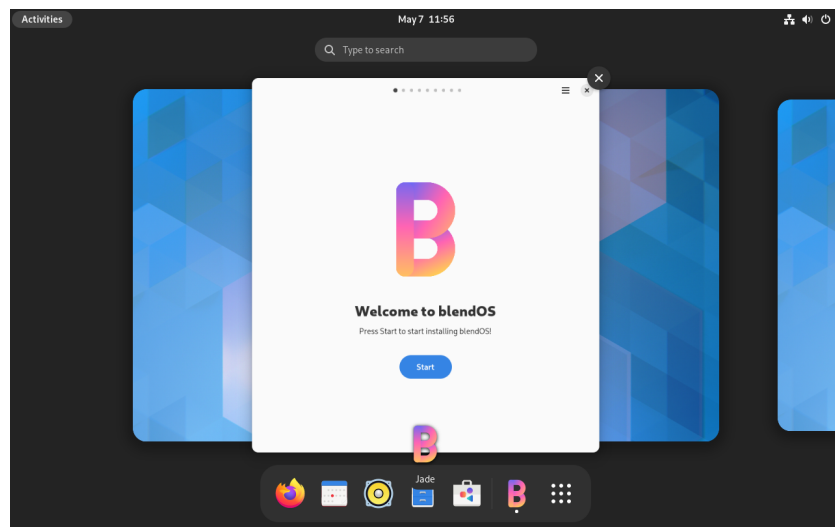 Activities
May 7 11:56
Type to search
Welcome to blendOS
Press Start to start installing blendOS!
Start
Jade